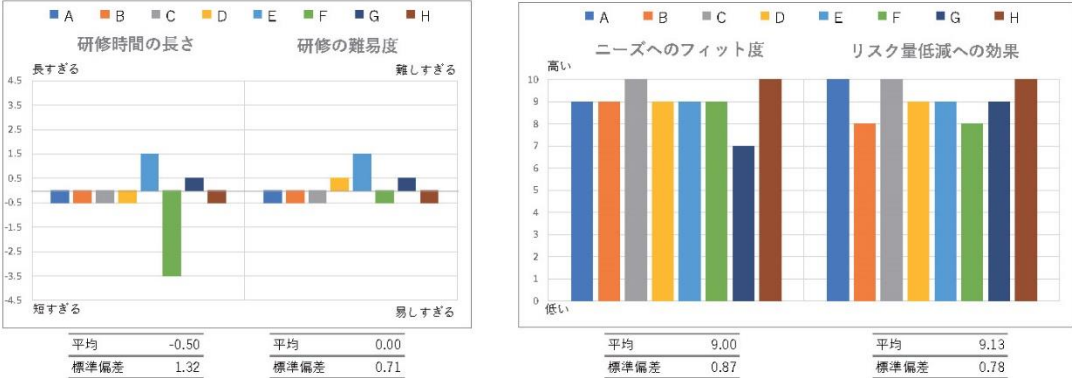 A B C D E F G H
研修時間の長さ 研修の難易度
長すぎる 難しすぎる
4.5
3.5
2.5
1.5
0.5
-0.5
-1.5
-2.5
-3.5
-4.5
短すぎる 易しすぎる
平均 -0.50
標準偏差 1.32
平均 0.00
標準偏差 0.71
A B C D E F G H
ニーズへのフィット度 リスク量低減への効果
高い
10
9
8
7
6
5
4
3
2
1
0
低い
平均 9.00
標準偏差 0.87
平均 9.13
標準偏差 0.78